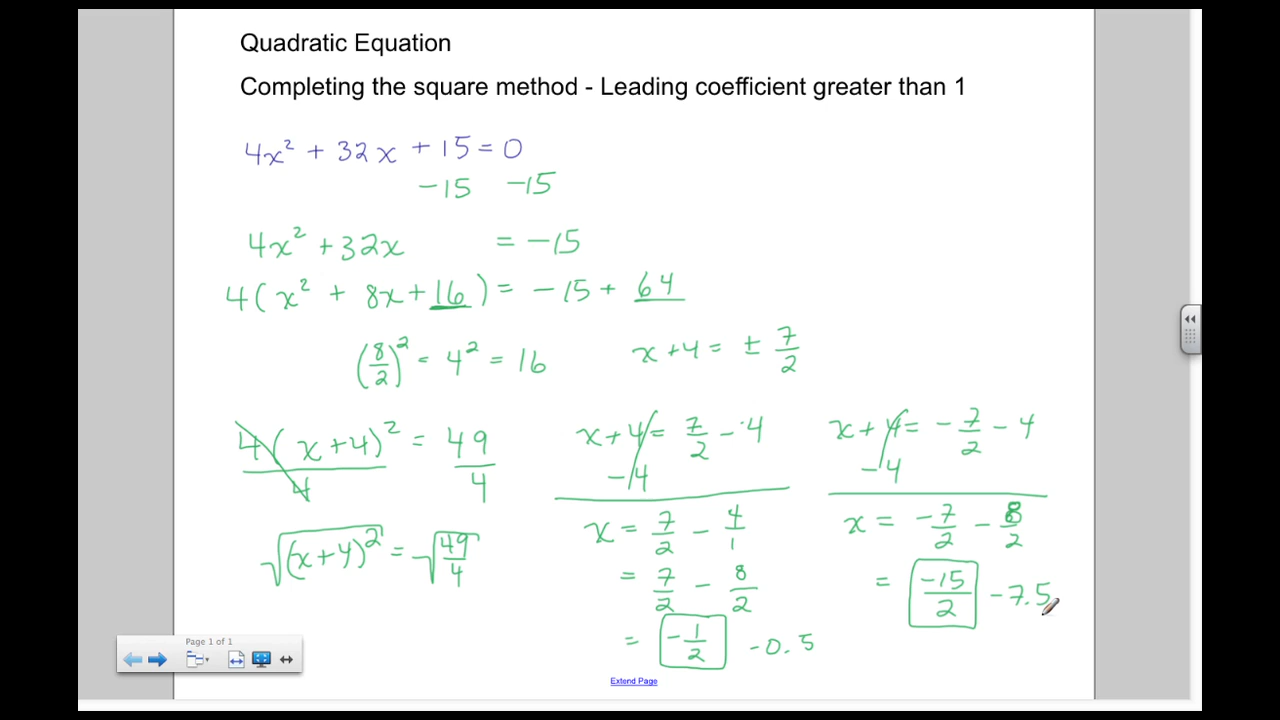 Quadratic Equation
Completing the square method - Leading coefficient greater than 1
4x² + 32x + 15 = 0
-15 -15
4x² + 32x = -15
4(x² + 8x + 16) = -15 + 64
(8/2)² = 4² = 16
x + 4 = ± 7/2
4(x+4)² / 4 = 49/4
√(x+4)² = √49/4
x + 4 = 7/2 - 4
-4
x = 7/2 - 4/1
= 7/2 - 8/2
= -1/2 -0.5
x + 4 = -7/2 - 4
-4
x = -7/2 - 8/2
= -15/2 -7.5
Page 1 of 1
Extend Page